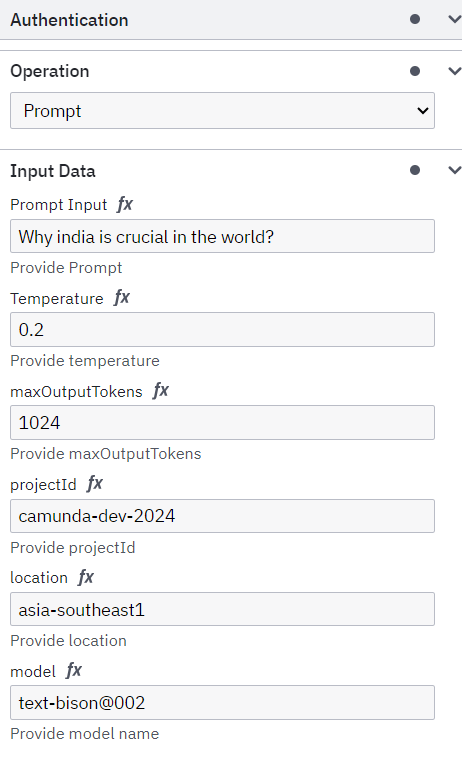 Authentication
Operation
Prompt
Input Data
Prompt Input fx
Why india is crucial in the world?
Provide Prompt
Temperature fx
0.2
Provide temperature
maxOutputTokens fx
1024
Provide maxOutputTokens
projectId fx
camunda-dev-2024
Provide projectId
location fx
asia-southeast1
Provide location
model fx
text-bison@002
Provide model name